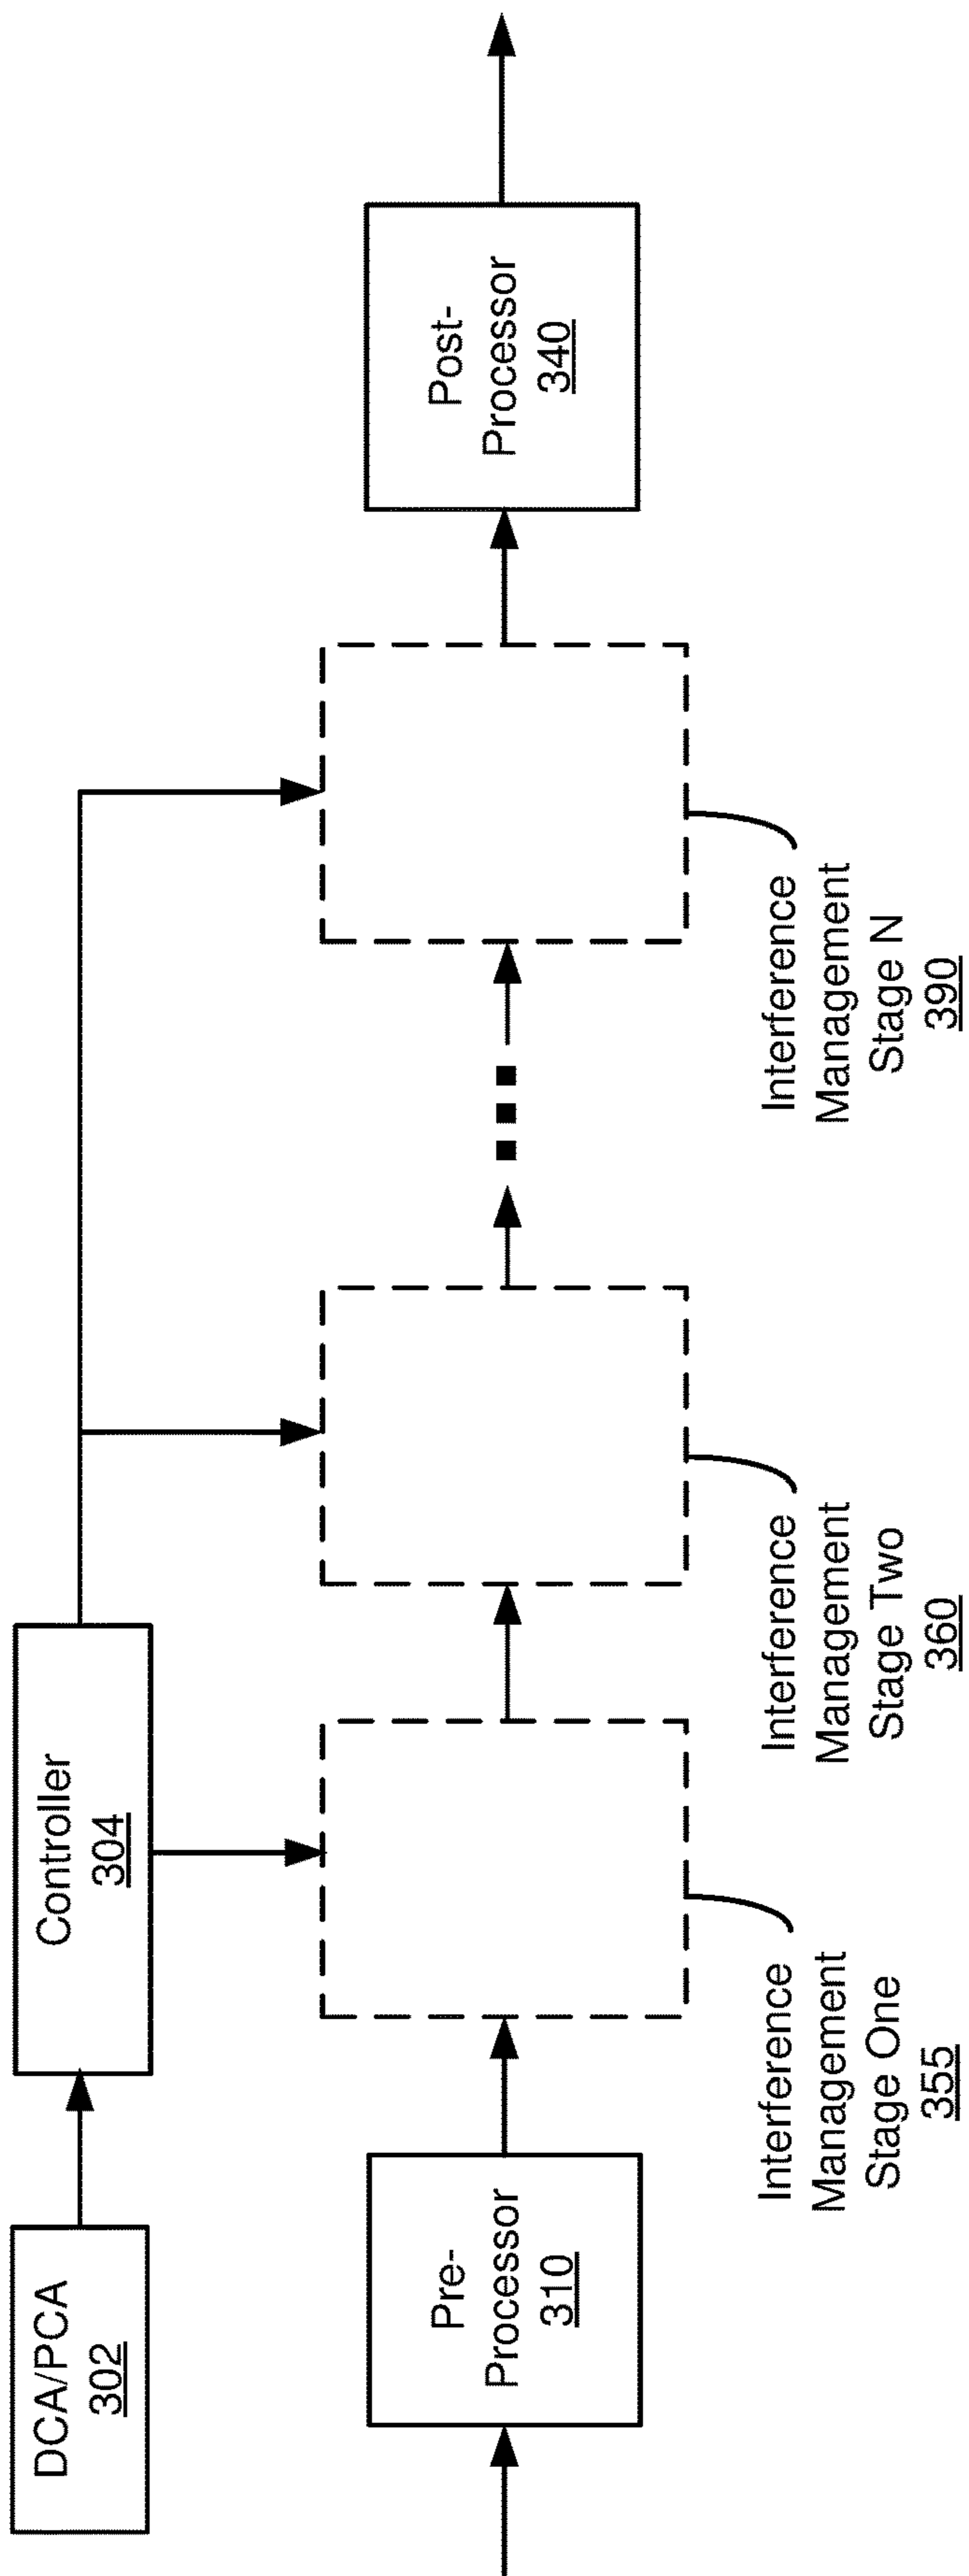 DCA/PCA
302
Controller
304
Pre-
Processor
310
Post-
Processor
340
Interference
Management
Stage One
355
Interference
Management
Stage Two
360
Interference
Management
Stage N
390